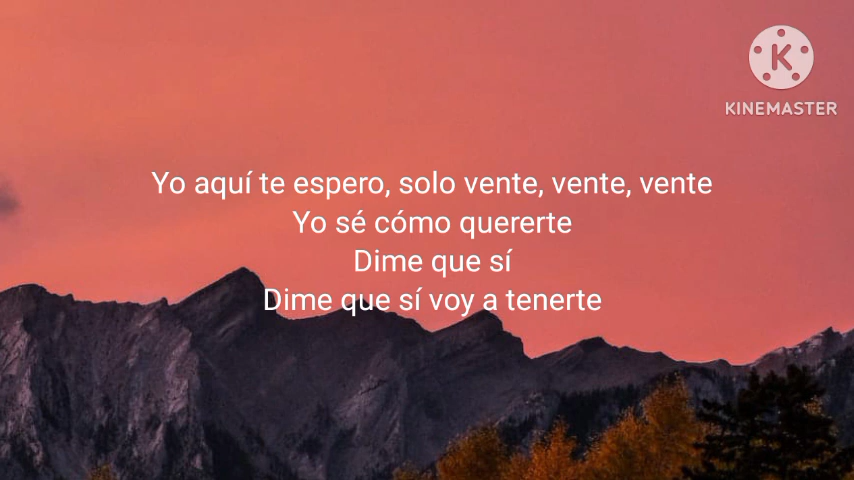 KINEMASTER
Yo aquí te espero, solo vente, vente, vente
Yo sé cómo quererte
Dime que sí
Dime que sí voy a tenerte